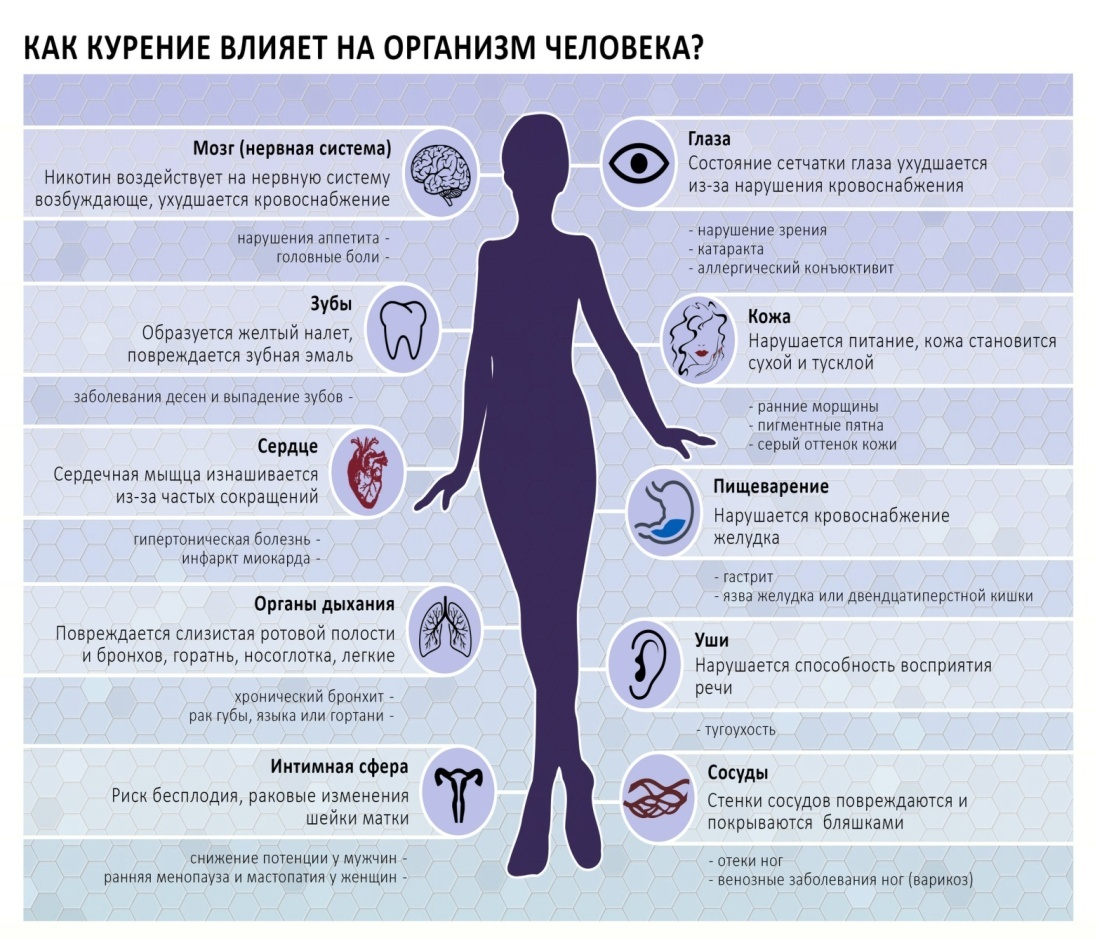 КАК КУРЕНИЕ ВЛИЯЕТ НА ОРГАНИЗМ ЧЕЛОВЕКА?
Мозг (нервная система)
Никотин воздействует на нервную систему
возбуждающе, ухудшается кровоснабжение
нарушения аппетита -
головные боли -
Зубы
Образуется желтый налет,
повреждается зубная эмаль
заболевания десен и выпадение зубов -
Сердце
Сердечная мыщца изнашивается
из-за частых сокращений
гипертоническая болезнь -
инфаркт миокарда -
Органы дыхания
Повреждается слизистая ротовой полости
и бронхов, горатнь, носоглотка, легкие
хронический бронхит -
рак губы, языка или гортани -
Интимная сфера
Риск бесплодия, раковые изменения
шейки матки
снижение потенции у мужчин -
ранняя менопауза и мастопатия у женщин -
Глаза
Состояние сетчатки глаза ухудшается
из-за нарушения кровоснабжения
- нарушение зрения
- катаракта
- аллергический конъюктивит
Кожа
Нарушается питание, кожа становится
сухой и тусклой
- ранние морщины
- пигментные пятна
- серый оттенок кожи
Пищеварение
Нарушается кровоснабжение
желудка
- гастрит
- язва желудка или двендцатиперстной кишки
Уши
Нарушается способность восприятия
речи
- тугоухость
Сосуды
Стенки сосудов повреждаются и
покрываются бляшками
- отеки ног
- венозные заболевания ног (варикоз)